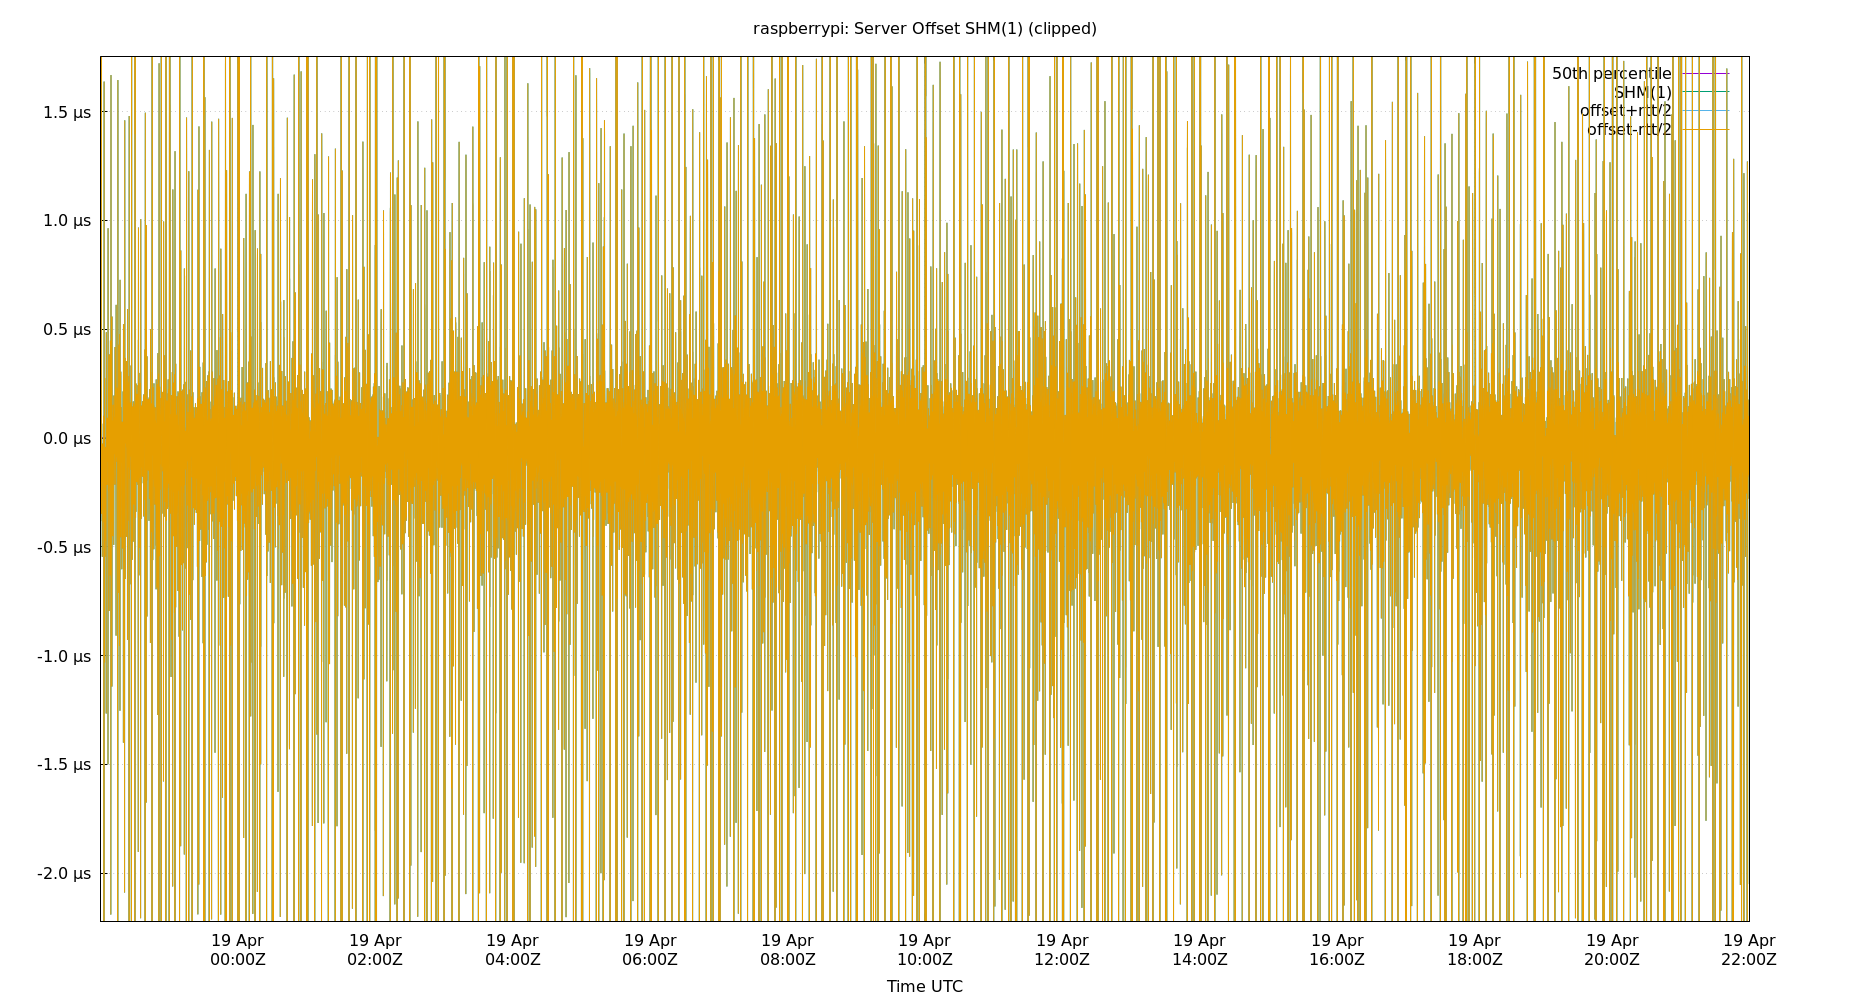 raspberrypi: Server Offset SHM(1) (clipped)
50th percentile
SHM(1)
offset+rtt/2
offset-rtt/2
1.5 µs
1.0 µs
0.5 µs
0.0 µs
-0.5 µs
-1.0 µs
-1.5 µs
-2.0 µs
19 Apr 19 Apr 19 Apr 19 Apr 19 Apr 19 Apr 19 Apr 19 Apr 19 Apr 19 Apr 19 Apr 19 Apr
00:00Z 02:00Z 04:00Z 06:00Z 08:00Z 10:00Z 12:00Z 14:00Z 16:00Z 18:00Z 20:00Z 22:00Z
Time UTC